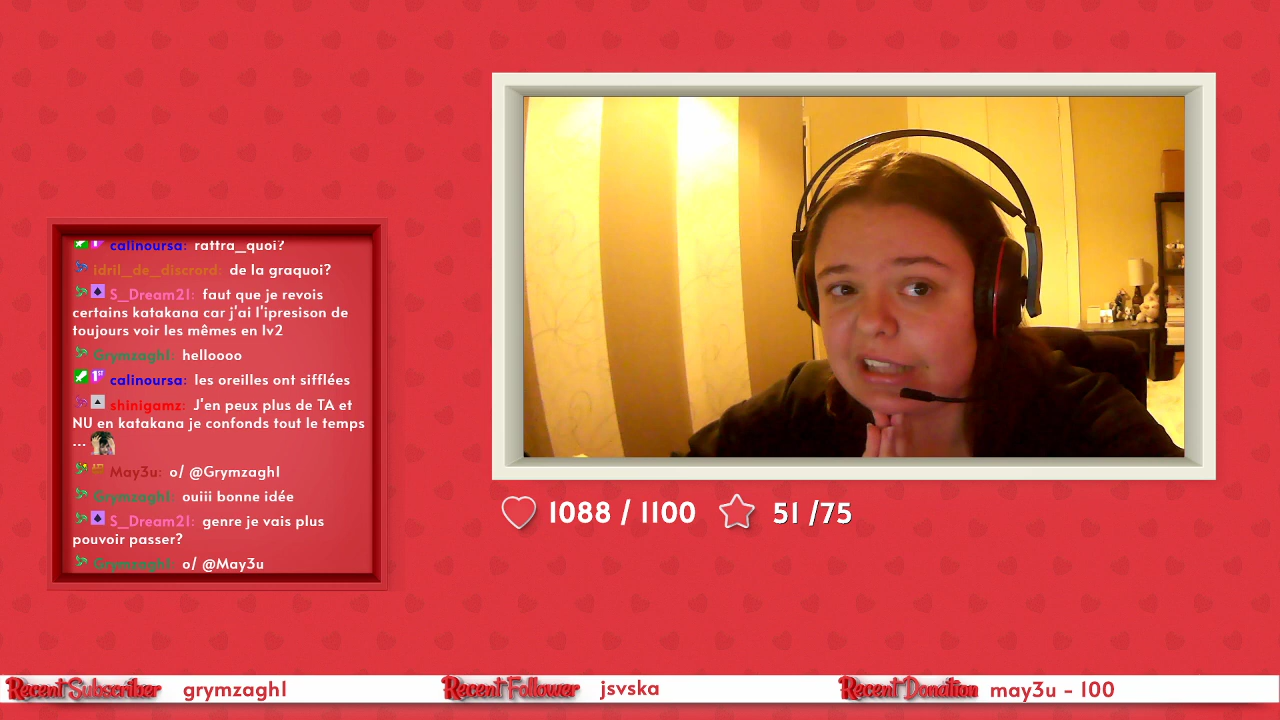 calinoursa: rattra_quoi?
idril_de_discrord: de la graquoi?
S_Dream21: faut que je revois
certains katakana car j'ai l'ipresison de
toujours voir les mêmes en lv2
Grymzaghl: helloooo
calinoursa: les oreilles ont sifflées
shinigamz: J'en peux plus de TA et
NU en katakana je confonds tout le temps
...
May3u: o/ @Grymzaghl
Grymzaghl: ouiii bonne idée
S_Dream21: genre je vais plus
pouvoir passer?
Grymzaghl: o/ @May3u
1088 / 1100 51 /75
Recent Subscriber grymzaghl Recent Follower jsvska Recent Donation may3u - 100